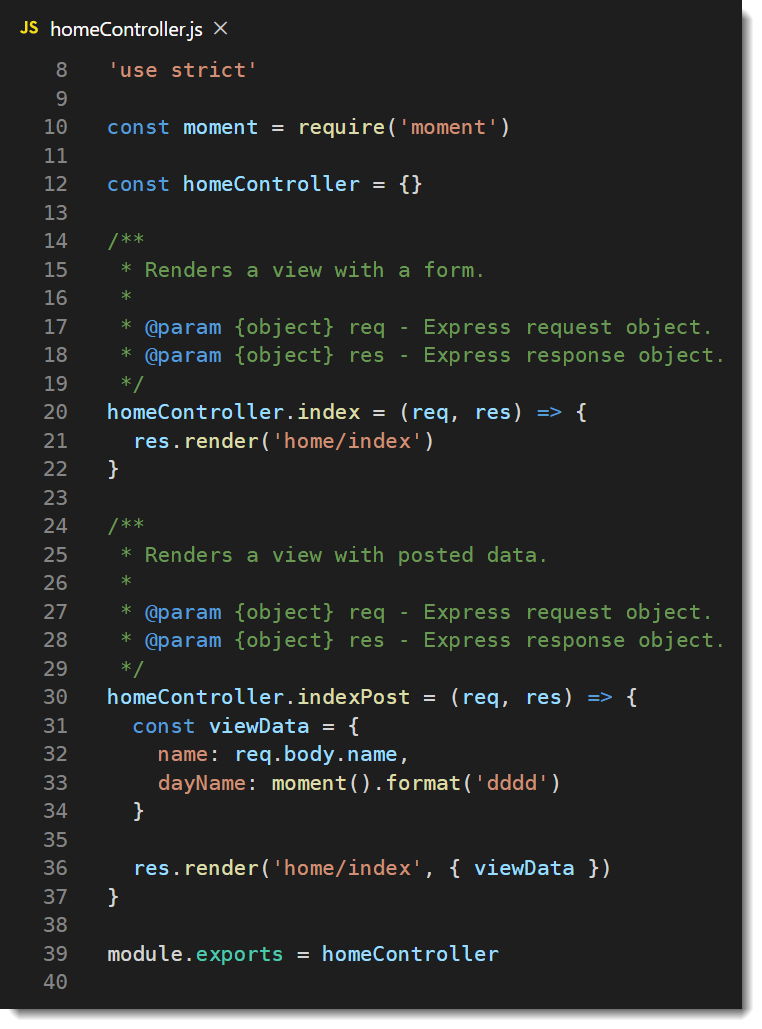 JS homeController.js ×
8 'use strict'
9
10 const moment = require('moment')
11
12 const homeController = {}
13
14 /**
15  * Renders a view with a form.
16  *
17  * @param {object} req - Express request object.
18  * @param {object} res - Express response object.
19  */
20 homeController.index = (req, res) => {
21   res.render('home/index')
22 }
23
24 /**
25  * Renders a view with posted data.
26  *
27  * @param {object} req - Express request object.
28  * @param {object} res - Express response object.
29  */
30 homeController.indexPost = (req, res) => {
31   const viewData = {
32     name: req.body.name,
33     dayName: moment().format('dddd')
34   }
35
36   res.render('home/index', { viewData })
37 }
38
39 module.exports = homeController
40